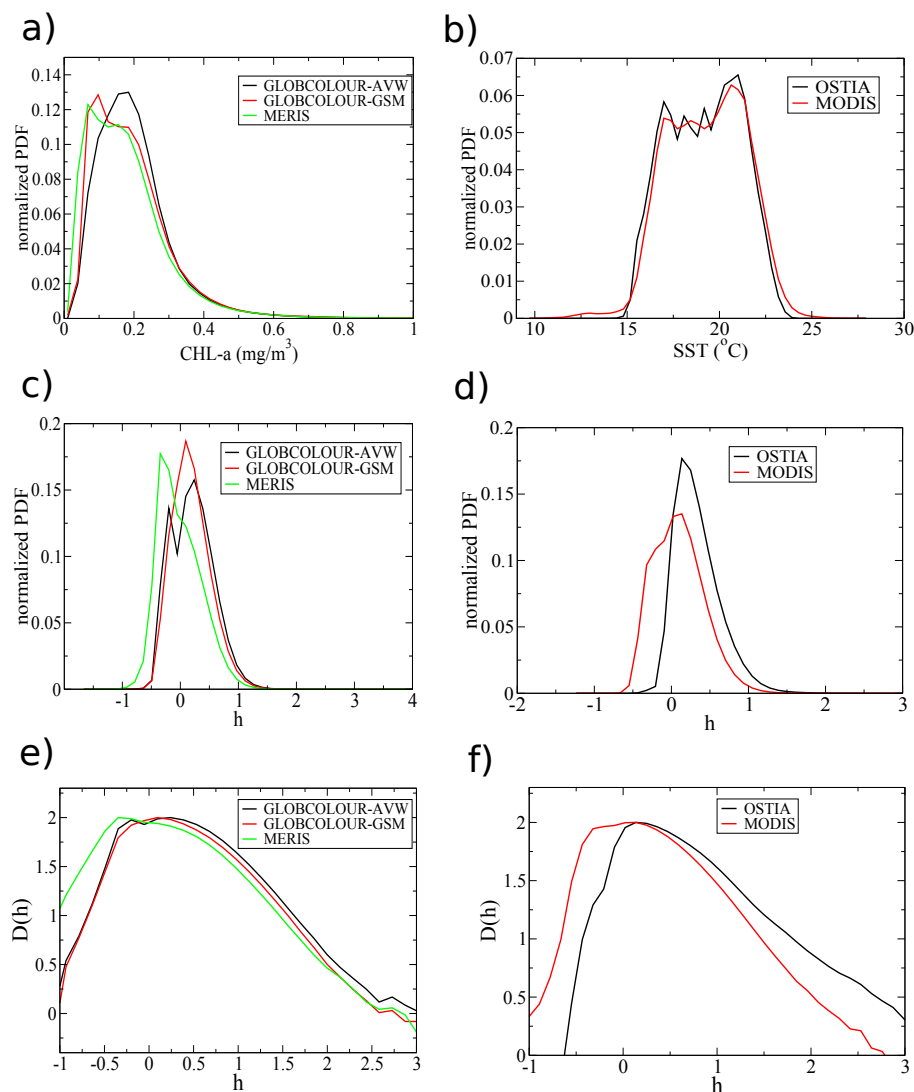 a)
normalized PDF
0.14
0.12
0.1
0.08
0.06
0.04
0.02
0
GLOBCOLOUR-AVW
GLOBCOLOUR-GSM
MERIS
0 0.2 0.4 0.6 0.8 1
CHL-a (mg/m³)
b)
normalized PDF
0.07
0.06
0.05
0.04
0.03
0.02
0.01
0
OSTIA
MODIS
10 15 20 25 30
SST (°C)
c)
normalized PDF
0.2
0.15
0.1
0.05
0
GLOBCOLOUR-AVW
GLOBCOLOUR-GSM
MERIS
-1 0 1 2 3 4
h
d)
normalized PDF
0.2
0.15
0.1
0.05
0
OSTIA
MODIS
-2 -1 0 1 2 3
h
e)
D(h)
2
1.5
1
0.5
0
GLOBCOLOUR-AVW
GLOBCOLOUR-GSM
MERIS
-1 -0.5 0 0.5 1 1.5 2 2.5 3
h
f)
D(h)
2
1.5
1
0.5
0
OSTIA
MODIS
-1 0 1 2 3
h